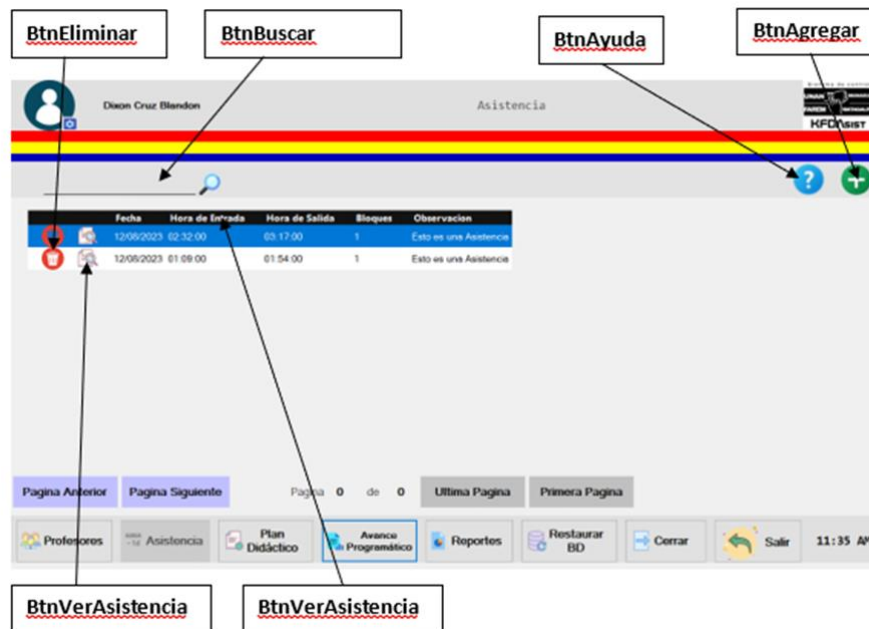 BtnEliminar
BtnBuscar
BtnAyuda
BtnAgregar
Dixon Cruz Blandon
Asistencia
KFDAsist
Fecha Hora de Entrada Hora de Salida Bloques Observacion
12/08/2023 02:32:00 03:17:00 1 Esto es una Asistencia
12/08/2023 01:09:00 01:54:00 1 Esto es una Asistencia
Pagina Anterior Pagina Siguiente Pagina 0 de 0 Ultima Pagina Primera Pagina
Profesores Asistencia Plan Didáctico Avance Programático Reportes Restaurar BD Cerrar Salir 11:35 AM
BtnVerAsistencia
BtnVerAsistencia